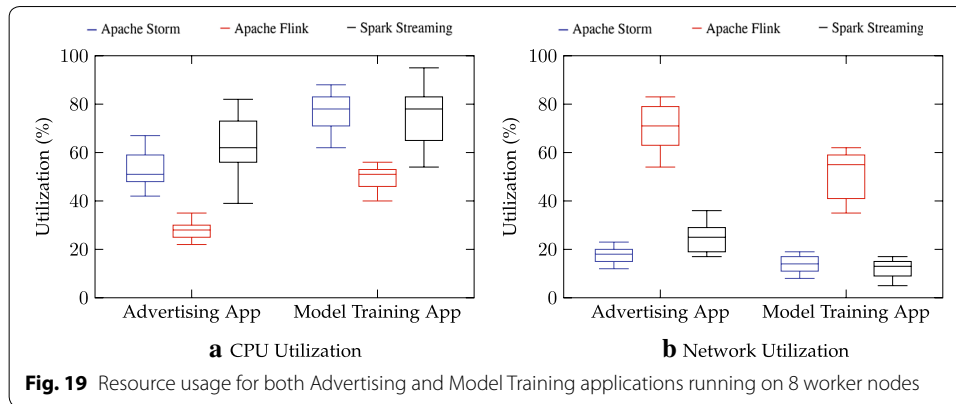 Apache Storm Apache Flink Spark Streaming
100
80
60
40
20
0
Utilization (%)
Advertising App Model Training App
a CPU Utilization
Apache Storm Apache Flink Spark Streaming
100
80
60
40
20
0
Utilization (%)
Advertising App Model Training App
b Network Utilization
Fig. 19 Resource usage for both Advertising and Model Training applications running on 8 worker nodes